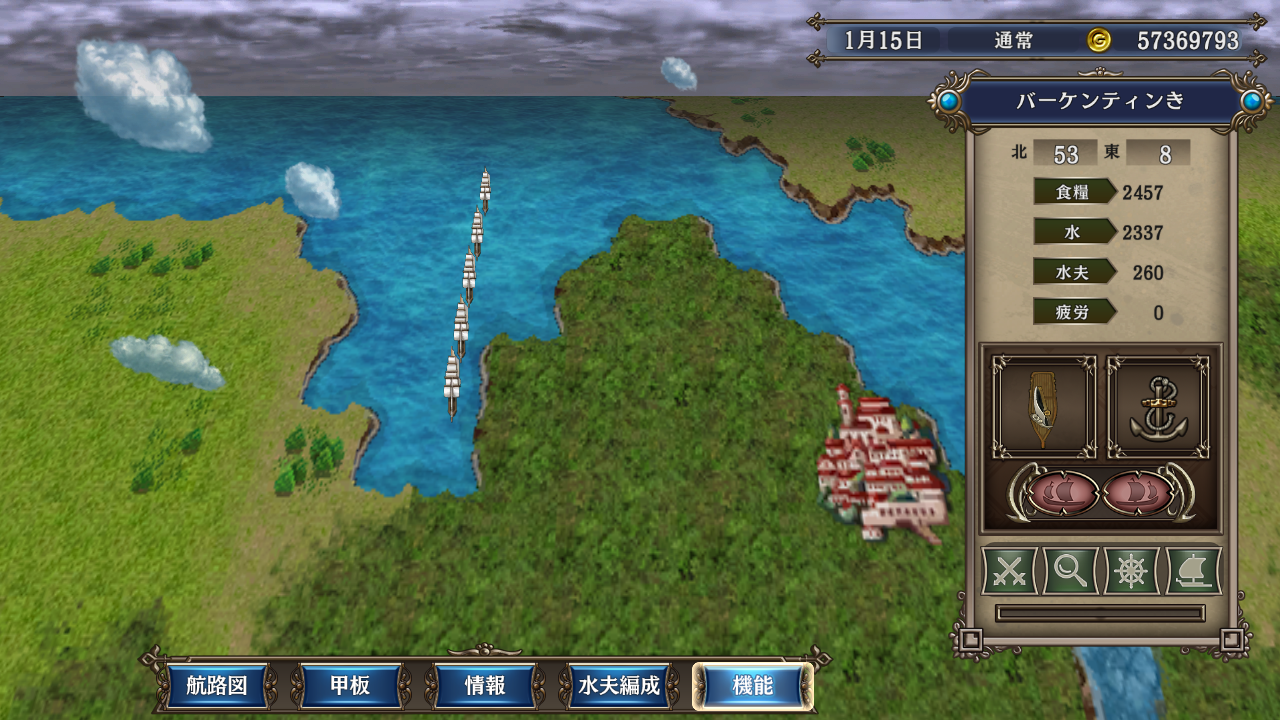 1月15日 通常 G 57369793
バーケンティンき
北 53 東 8
食糧 2457
水 2337
水夫 260
疲労 0
航路図 甲板 情報 水夫編成 機能